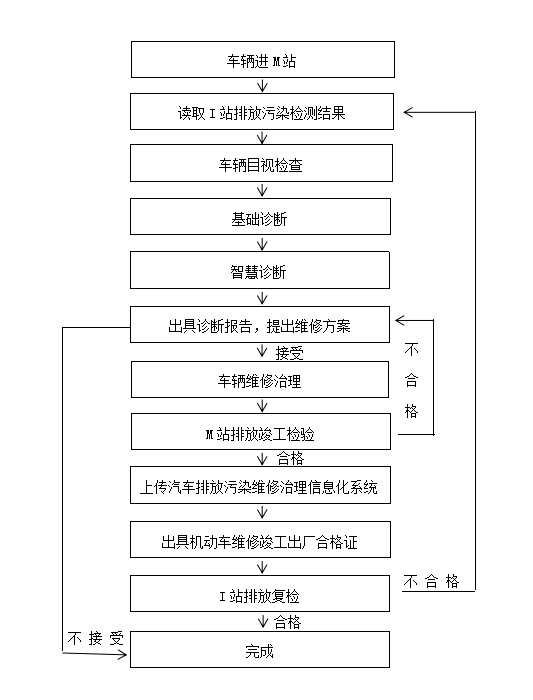 车辆进M站
读取I站排放污染检测结果
车辆目视检查
基础诊断
智慧诊断
出具诊断报告，提出维修方案
接受
不合格
车辆维修治理
M站排放竣工检验
合格
上传汽车排放污染维修治理信息化系统
出具机动车维修竣工出厂合格证
I站排放复检
不合格
合格
不接受
完成